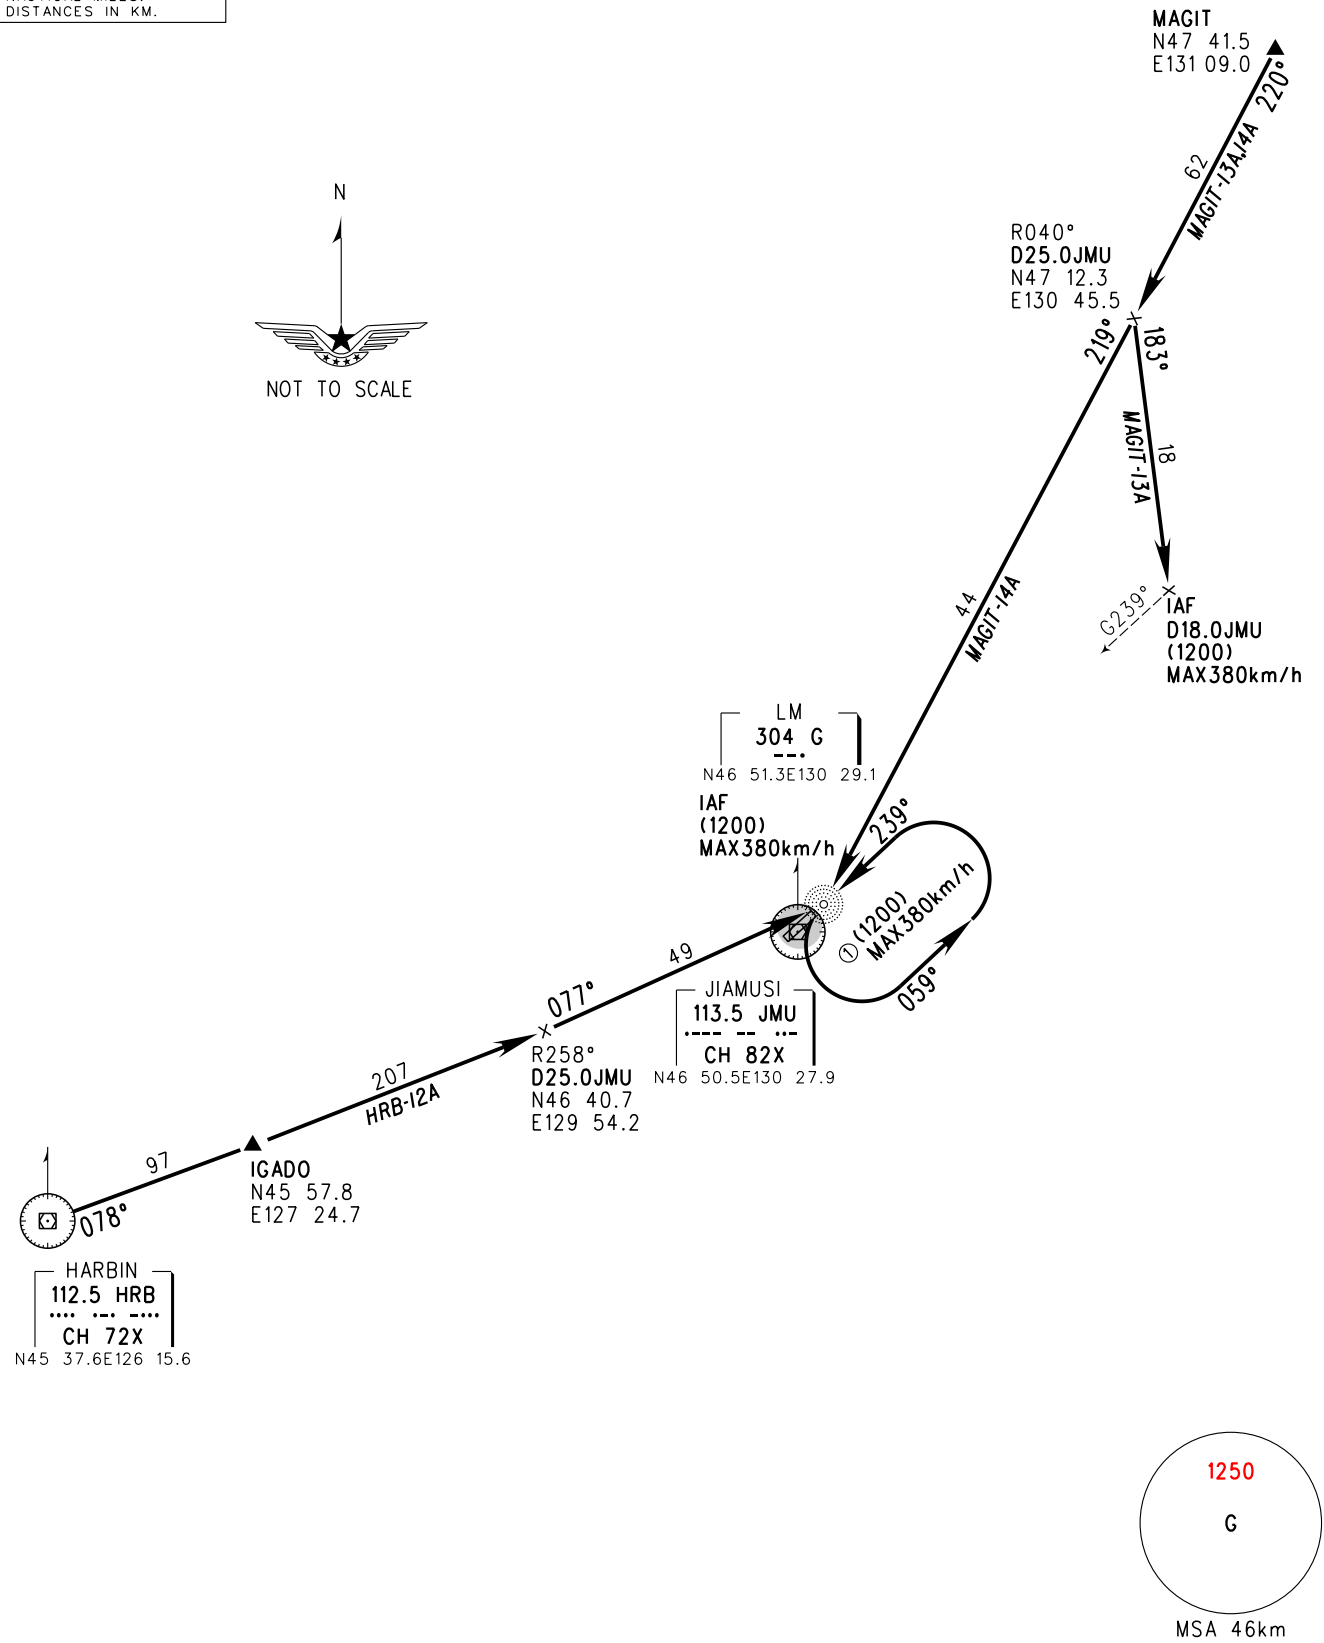 DISTANCES IN KM.
MAGIT
N47 41.5
E131 09.0
220°
62
MAGIT-13A,14A
N
NOT TO SCALE
R040°
D25.0JMU
N47 12.3
E130 45.5
219°
183°
MAGIT-13A
18
44
MAGIT-14A
G239°
IAF
D18.0JMU
(1200)
MAX380km/h
LM
304 G
N46 51.3E130 29.1
IAF
(1200)
MAX380km/h
239°
① (1200)
MAX380km/h
059°
49
077°
JIAMUSI
113.5 JMU
CH 82X
N46 50.5E130 27.9
R258°
D25.0JMU
N46 40.7
E129 54.2
207
HRB-12A
97
IGADO
N45 57.8
E127 24.7
078°
HARBIN
112.5 HRB
CH 72X
N45 37.6E126 15.6
1250
G
MSA 46km